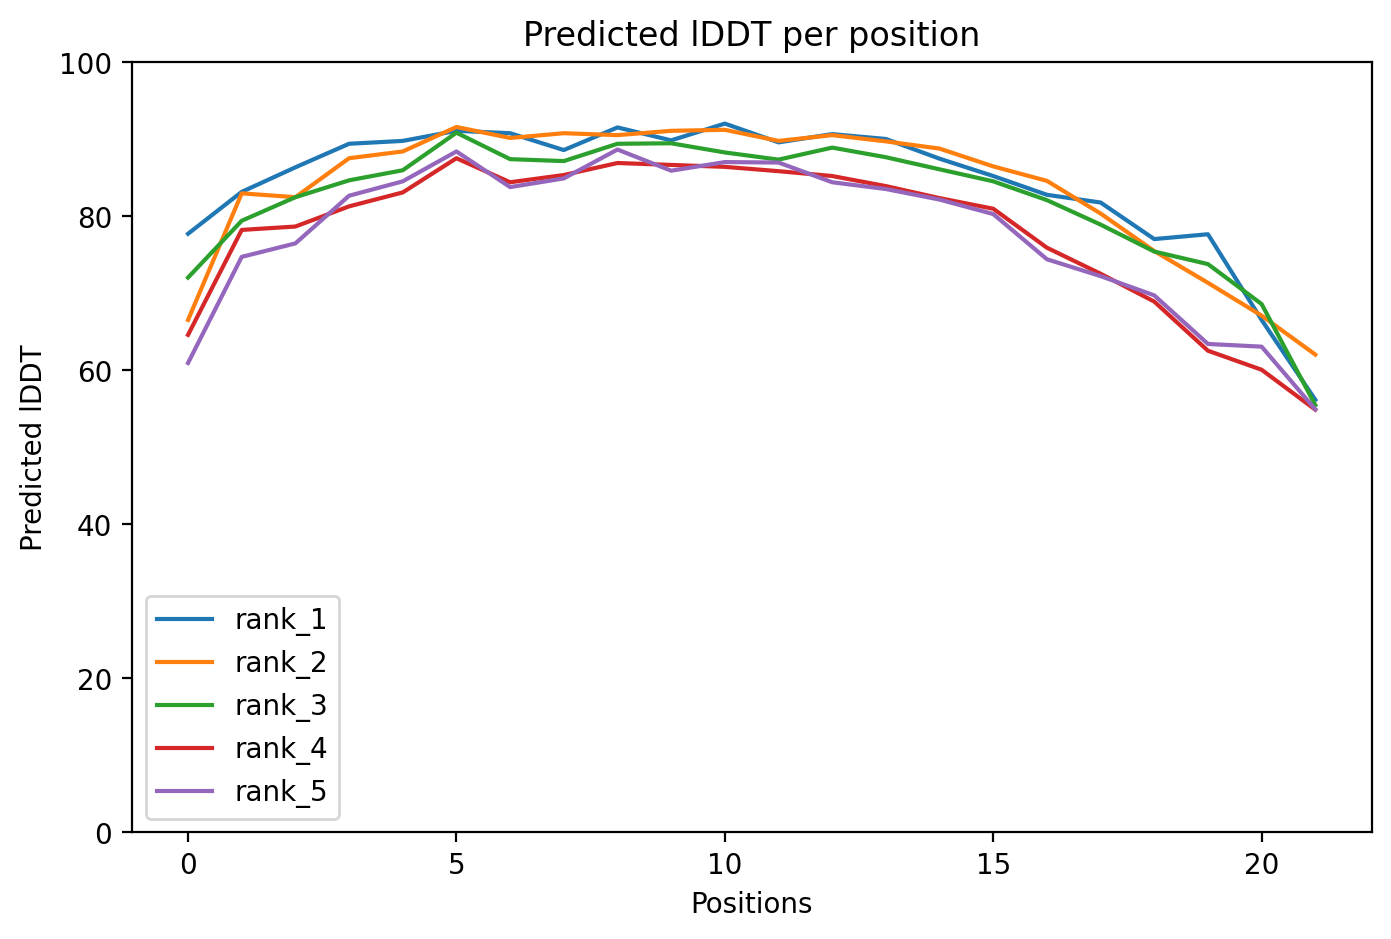 Predicted lDDT per position
100
80
60
40
20
0
Predicted lDDT
rank_1
rank_2
rank_3
rank_4
rank_5
0 5 10 15 20
Positions